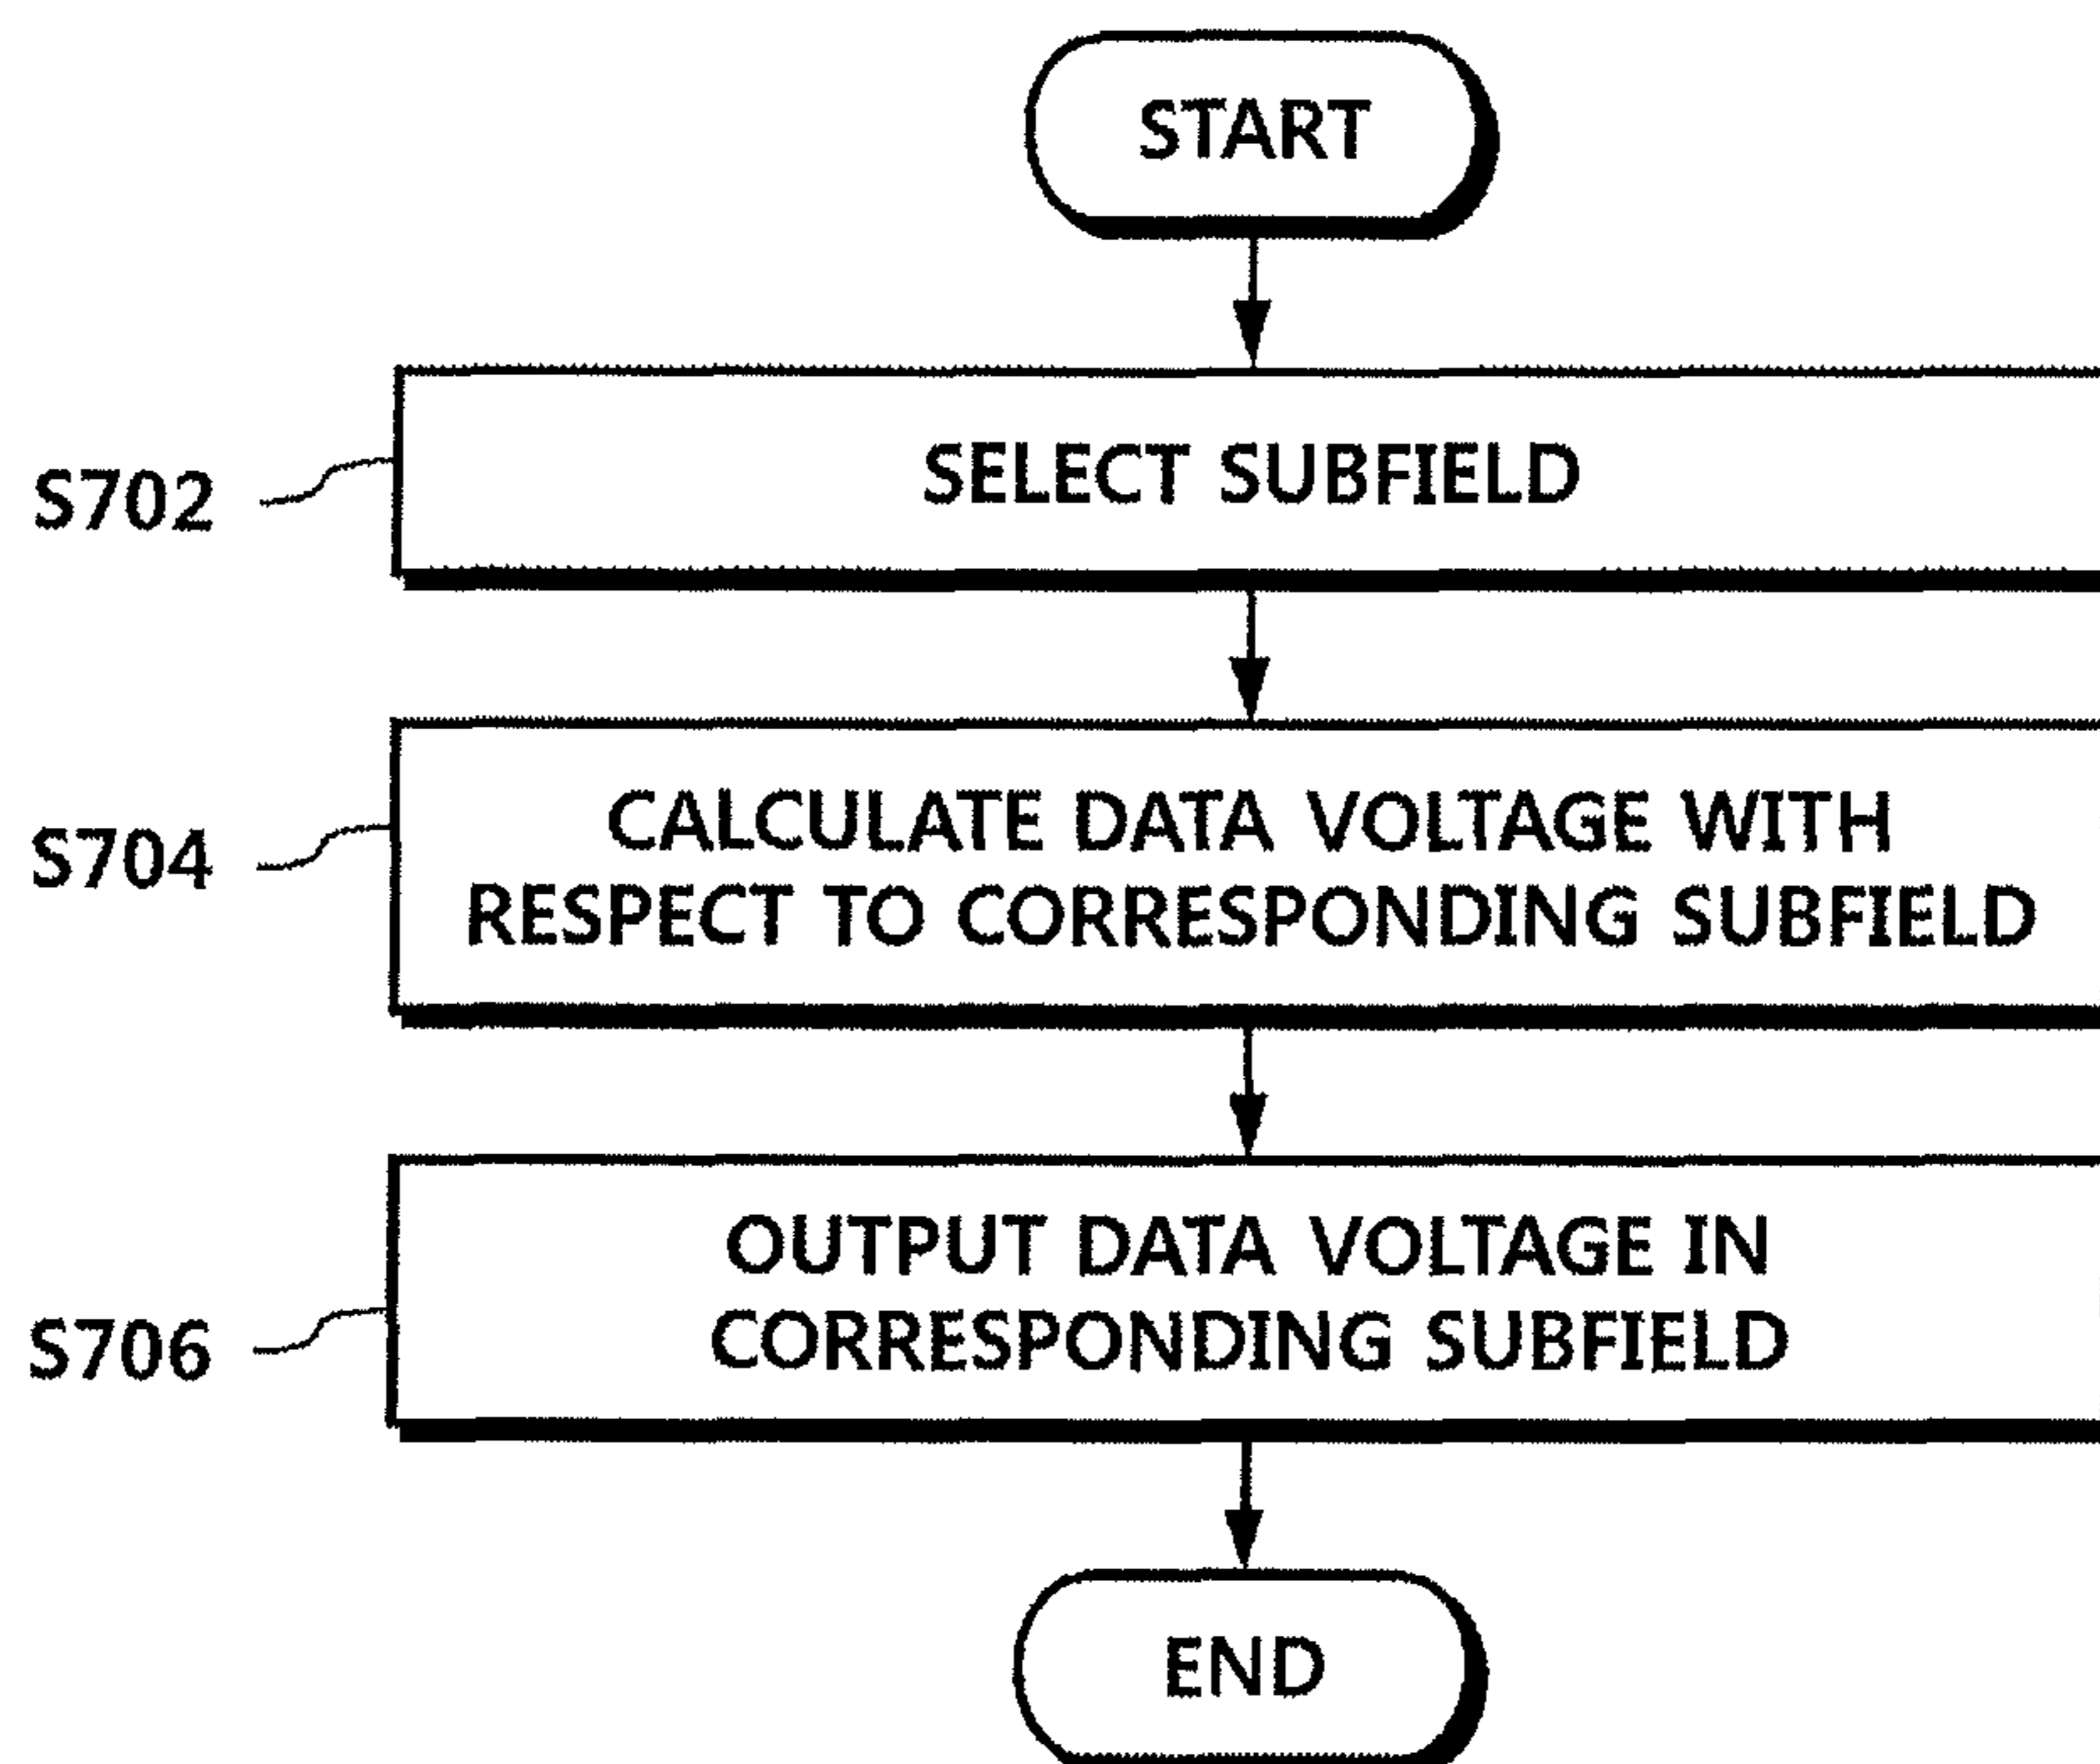 START
S702
SELECT SUBFIELD
S704
CALCULATE DATA VOLTAGE WITH
RESPECT TO CORRESPONDING SUBFIELD
S706
OUTPUT DATA VOLTAGE IN
CORRESPONDING SUBFIELD
END